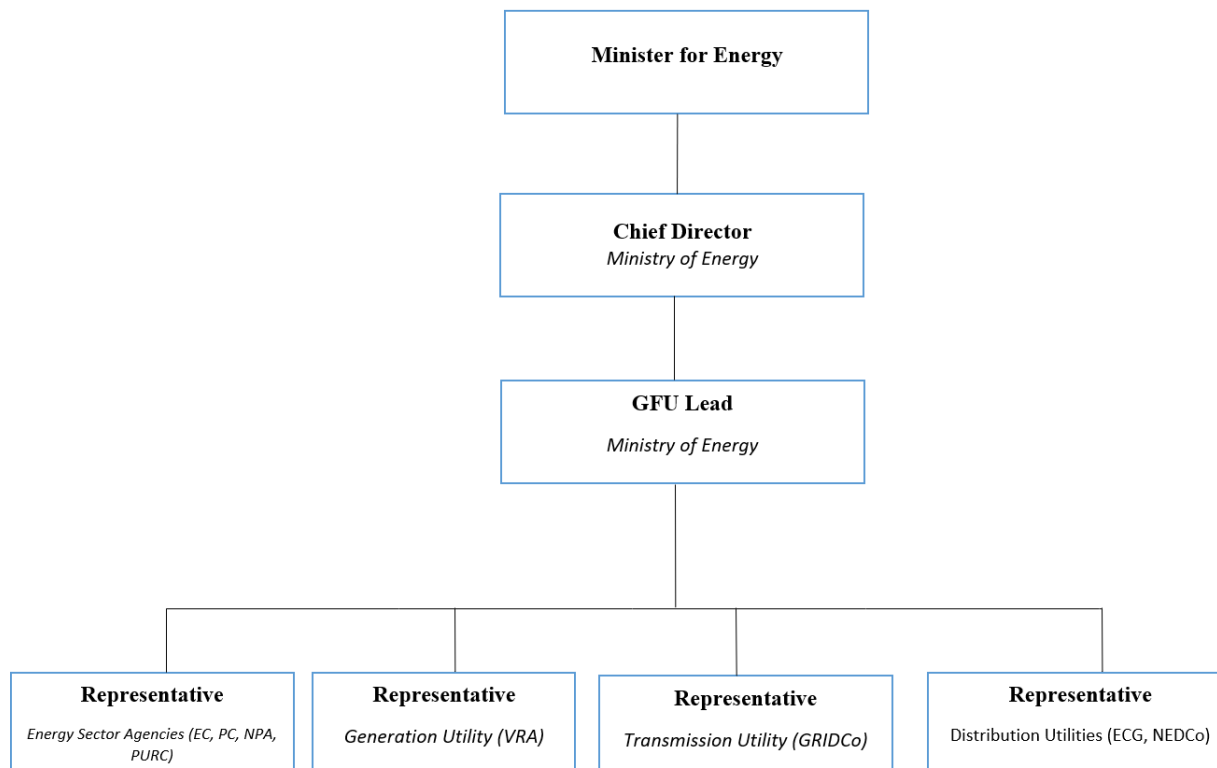 Minister for Energy
Chief Director
Ministry of Energy
GFU Lead
Ministry of Energy
Representative
Energy Sector Agencies (EC, PC, NPA,
PURC)
Representative
Generation Utility (VRA)
Representative
Transmission Utility (GRIDCo)
Representative
Distribution Utilities (ECG, NEDCo)